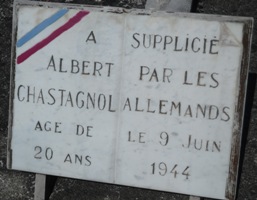 A
ALBERT
CHASTAGNOL
AGE DE
20 ANS
SUPPLICIÉ
PAR LES
ALLEMANDS
LE 9 JUIN
1944